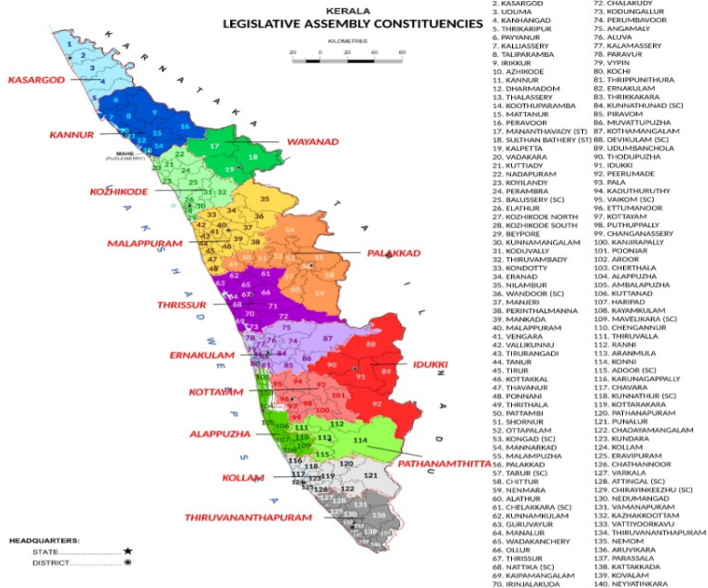 KERALA
LEGISLATIVE ASSEMBLY CONSTITUENCIES
KILOMETRES
20 0 20 40 60
KARNATAKA
KASARGOD
KANNUR
WAYANAD
MAHE
(PUDUCHERRY)
KOZHIKODE
MALAPPURAM
PALAKKAD
THRISSUR
ERNAKULAM
IDUKKI
KOTTAYAM
ALAPPUZHA
PATHANAMTHITTA
KOLLAM
THIRUVANANTHAPURAM
LAKSHADWEEP SEA
TAMIL NADU
HEADQUARTERS:
STATE
DISTRICT
2. KASARGOD
3. UDUMA
4. KANHANGAD
5. THRIKARIPUR
6. PAYYANUR
7. KALLIASSERY
8. TALIPARAMBA
9. IRIKKUR
10. AZHIKODE
11. KANNUR
12. DHARMADOM
13. THALASSERY
14. KOOTHUPARAMBA
15. MATTANUR
16. PERAVOOR
17. MANANTHAVADY (ST)
18. SULTHAN BATHERY (ST)
19. KALPETTA
20. VADAKARA
21. KUTTIADY
22. NADAPURAM
23. KOYILANDY
24. PERAMBRA
25. BALUSSERY (SC)
26. ELATHUR
27. KOZHIKODE NORTH
28. KOZHIKODE SOUTH
29. BEYPORE
30. KUNNAMANGALAM
31. KODUVALLY
32. THIRUVAMBADY
33. KONDOTTY
34. ERANAD
35. NILAMBUR
36. WANDOOR (SC)
37. MANJERI
38. PERINTHALMANNA
39. MANKADA
40. MALAPPURAM
41. VENGARA
42. VALLIKUNNU
43. TIRURANGADI
44. TANUR
45. TIRUR
46. KOTTAKKAL
47. THAVANUR
48. PONNANI
49. THRITHALA
50. PATTAMBI
51. SHORNUR
52. OTTAPALAM
53. KONGAD (SC)
54. MANNARKAD
56. PALAKKAD
57. TARUR (SC)
58. CHITTUR
59. NENMARA
60. ALATHUR
61. CHELAKKARA (SC)
62. KUNNAMKULAM
63. GURUVAYUR
64. MANALUR
65. WADAKANCHERY
66. OLLUR
67. THRISSUR
68. NATTIKA (SC)
69. KAIPAMANGALAM
70. IRINJALAKUDA
72. CHALAKUDY
73. KODUNGALLUR
74. PERUMBAVOOR
75. ANGAMALY
76. ALUVA
77. KALAMASSERY
78. PARAVUR
79. VYPIN
80. KOCHI
81. THRIPPUNITHURA
82. ERNAKULAM
83. THRIKKAKARA
84. KUNNATHUNAD (SC)
85. PIRAVOM
86. MUVATTUPUZHA
87. KOTHAMANGALAM
88. DEVIKULAM (SC)
89. UDUMBANCHOLA
90. THODUPUZHA
91. IDUKKI
92. PEERUMADE
93. PALA
94. KADUTHURUTHY
95. VAIKOM (SC)
96. ETTUMANOOR
97. KOTTAYAM
98. PUTHUPPALLY
99. CHANGANASSERY
100. KANJIRAPALLY
101. POONJAR
102. AROOR
103. CHERTHALA
104. ALAPPUZHA
105. AMBALAPUZHA
106. KUTTANAD
107. HARIPAD
108. KAYAMKULAM
109. MAVELIKARA (SC)
110. CHENGANNUR
111. THIRUVALLA
112. RANNI
113. ARANMULA
114. KONNI
115. ADOOR (SC)
116. KARUNAGAPPALLY
117. CHAVARA
118. KUNNATHUR (SC)
119. KOTTARAKARA
120. PATHANAPURAM
121. PUNALUR
122. CHADAYAMANGALAM
123. KUNDARA
124. KOLLAM
125. ERAVIPURAM
126. CHATHANNOOR
127. VARKALA
128. ATTINGAL (SC)
129. CHIRAYINKEEZHU (SC)
130. NEDUMANGAD
131. VAMANAPURAM
132. KAZHAKKOOTTAM
133. VATTIYOORKAVU
134. THIRUVANANTHAPURAM
135. NEMOM
136. ARUVIKARA
137. PARASSALA
138. KATTAKKADA
139. KOVALAM
140. NEYYATINKARA